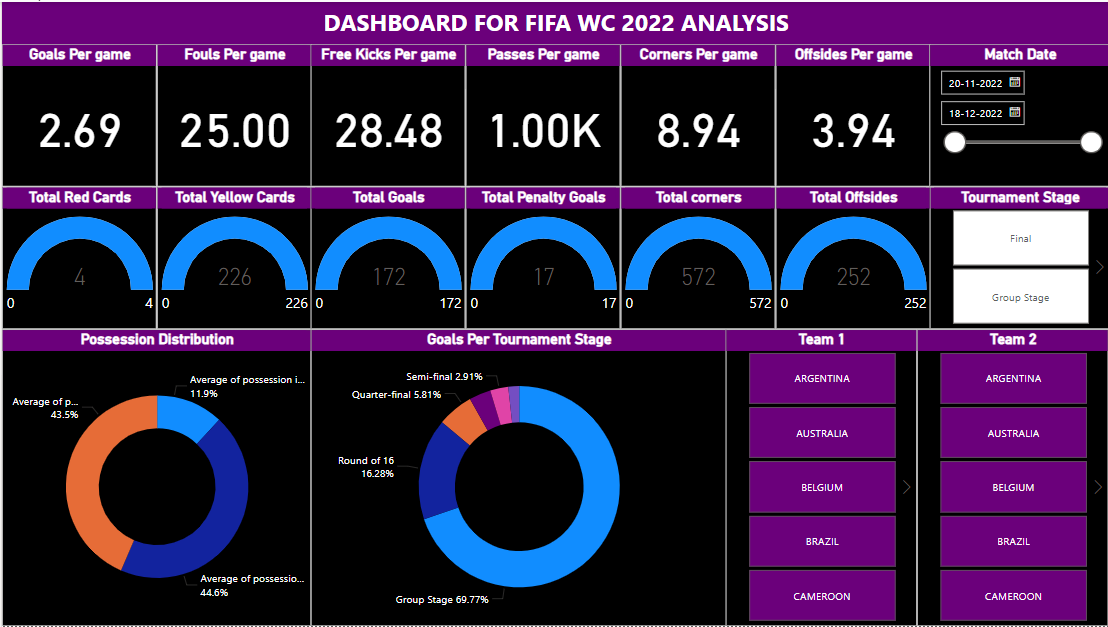 DASHBOARD FOR FIFA WC 2022 ANALYSIS
Goals Per game
Fouls Per game
Free Kicks Per game
Passes Per game
Corners Per game
Offsides Per game
Match Date
2.69
25.00
28.48
1.00K
8.94
3.94
20-11-2022
18-12-2022
Total Red Cards
Total Yellow Cards
Total Goals
Total Penalty Goals
Total corners
Total Offsides
Tournament Stage
4
0
4
226
0
226
172
0
172
17
0
17
572
0
572
252
0
252
Final
Group Stage
Possession Distribution
Goals Per Tournament Stage
Team 1
Team 2
Average of possession i...
11.9%
Average of p...
43.5%
Average of possessio...
44.6%
Semi-final 2.91%
Quarter-final 5.81%
Round of 16
16.28%
Group Stage 69.77%
ARGENTINA
AUSTRALIA
BELGIUM
BRAZIL
CAMEROON
ARGENTINA
AUSTRALIA
BELGIUM
BRAZIL
CAMEROON